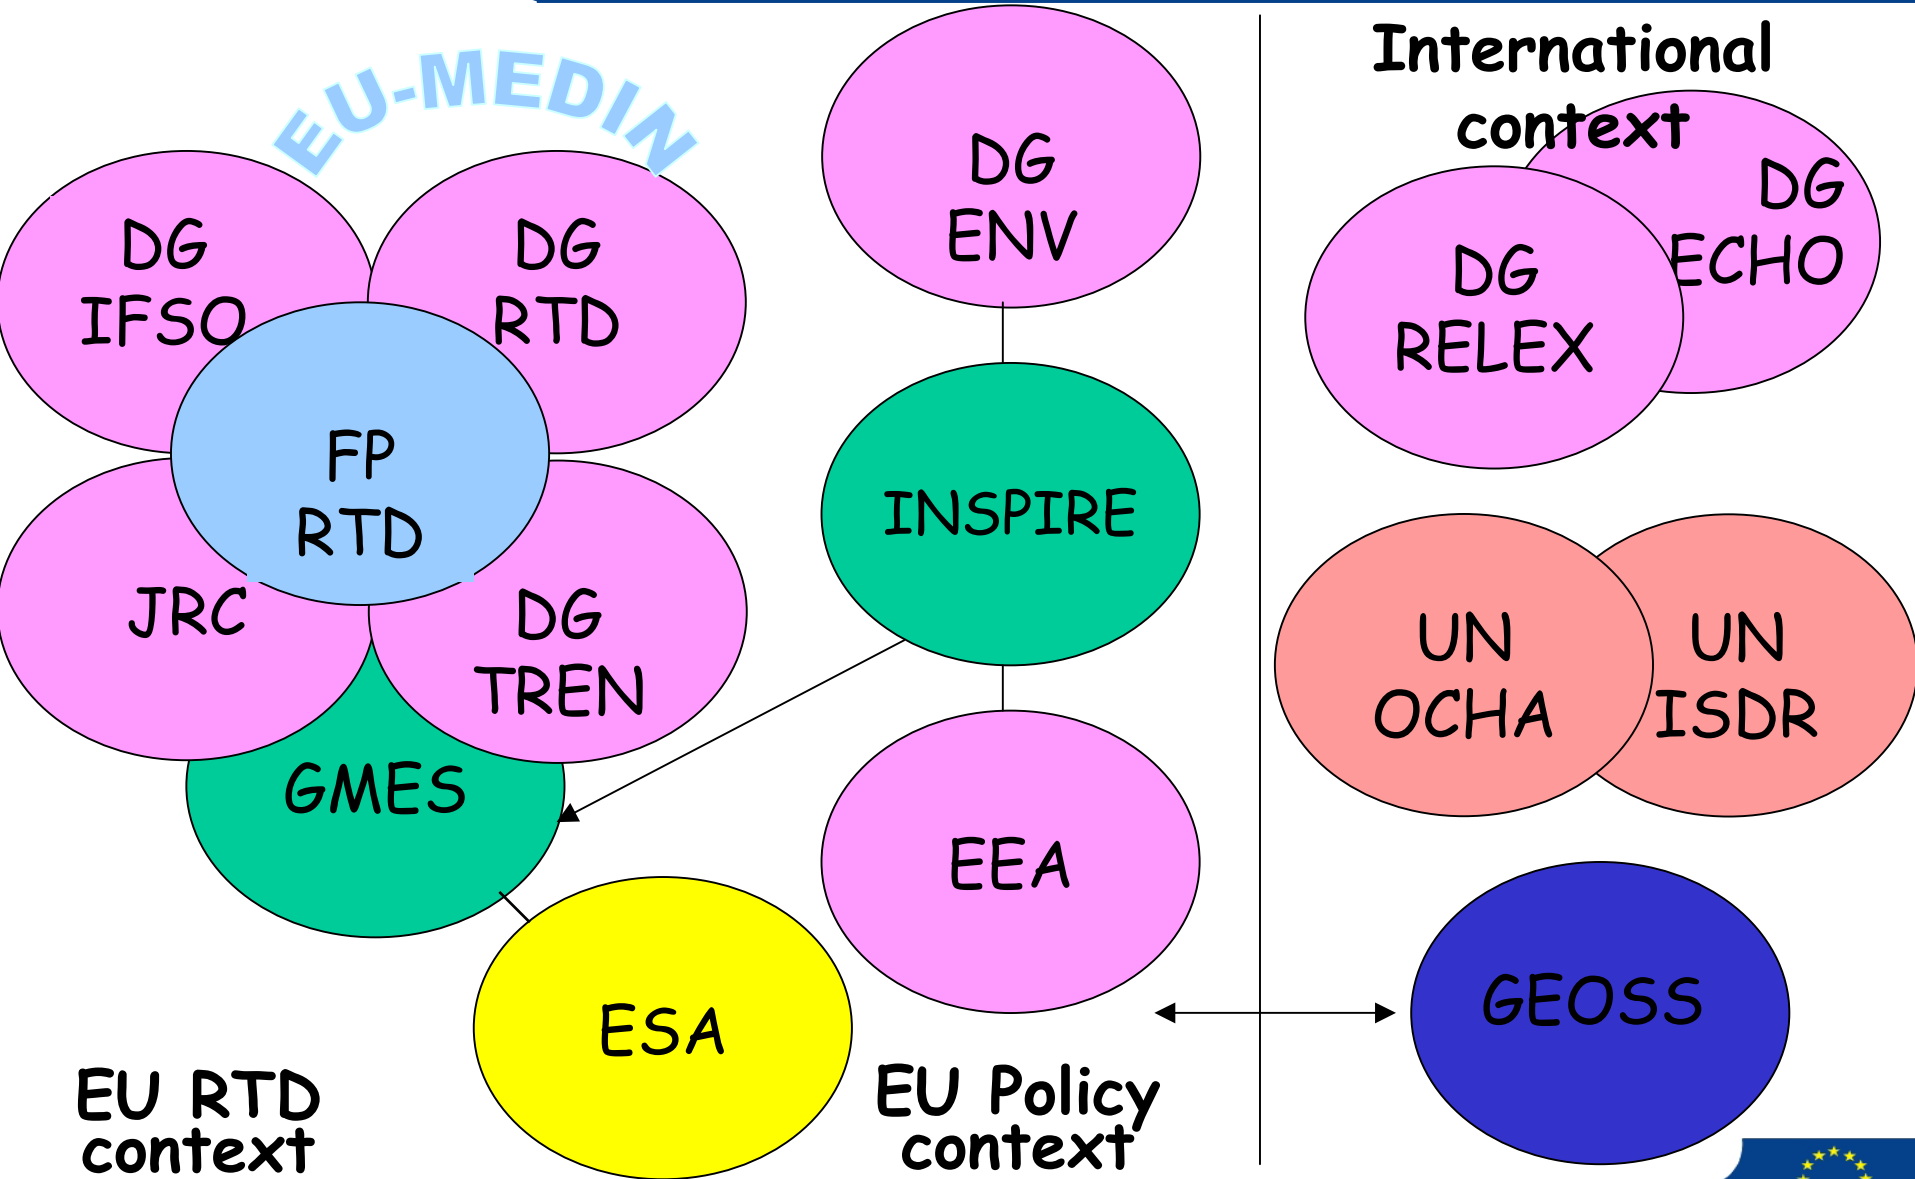 EU-MEDIN
DG
IFSO
DG
RTD
FP
RTD
JRC
DG
TREN
GMES
ESA
EU RTD
context
DG
ENV
INSPIRE
EEA
EU Policy
context
International
context
DG
ECHO
DG
RELEX
UN
OCHA
UN
ISDR
GEOSS